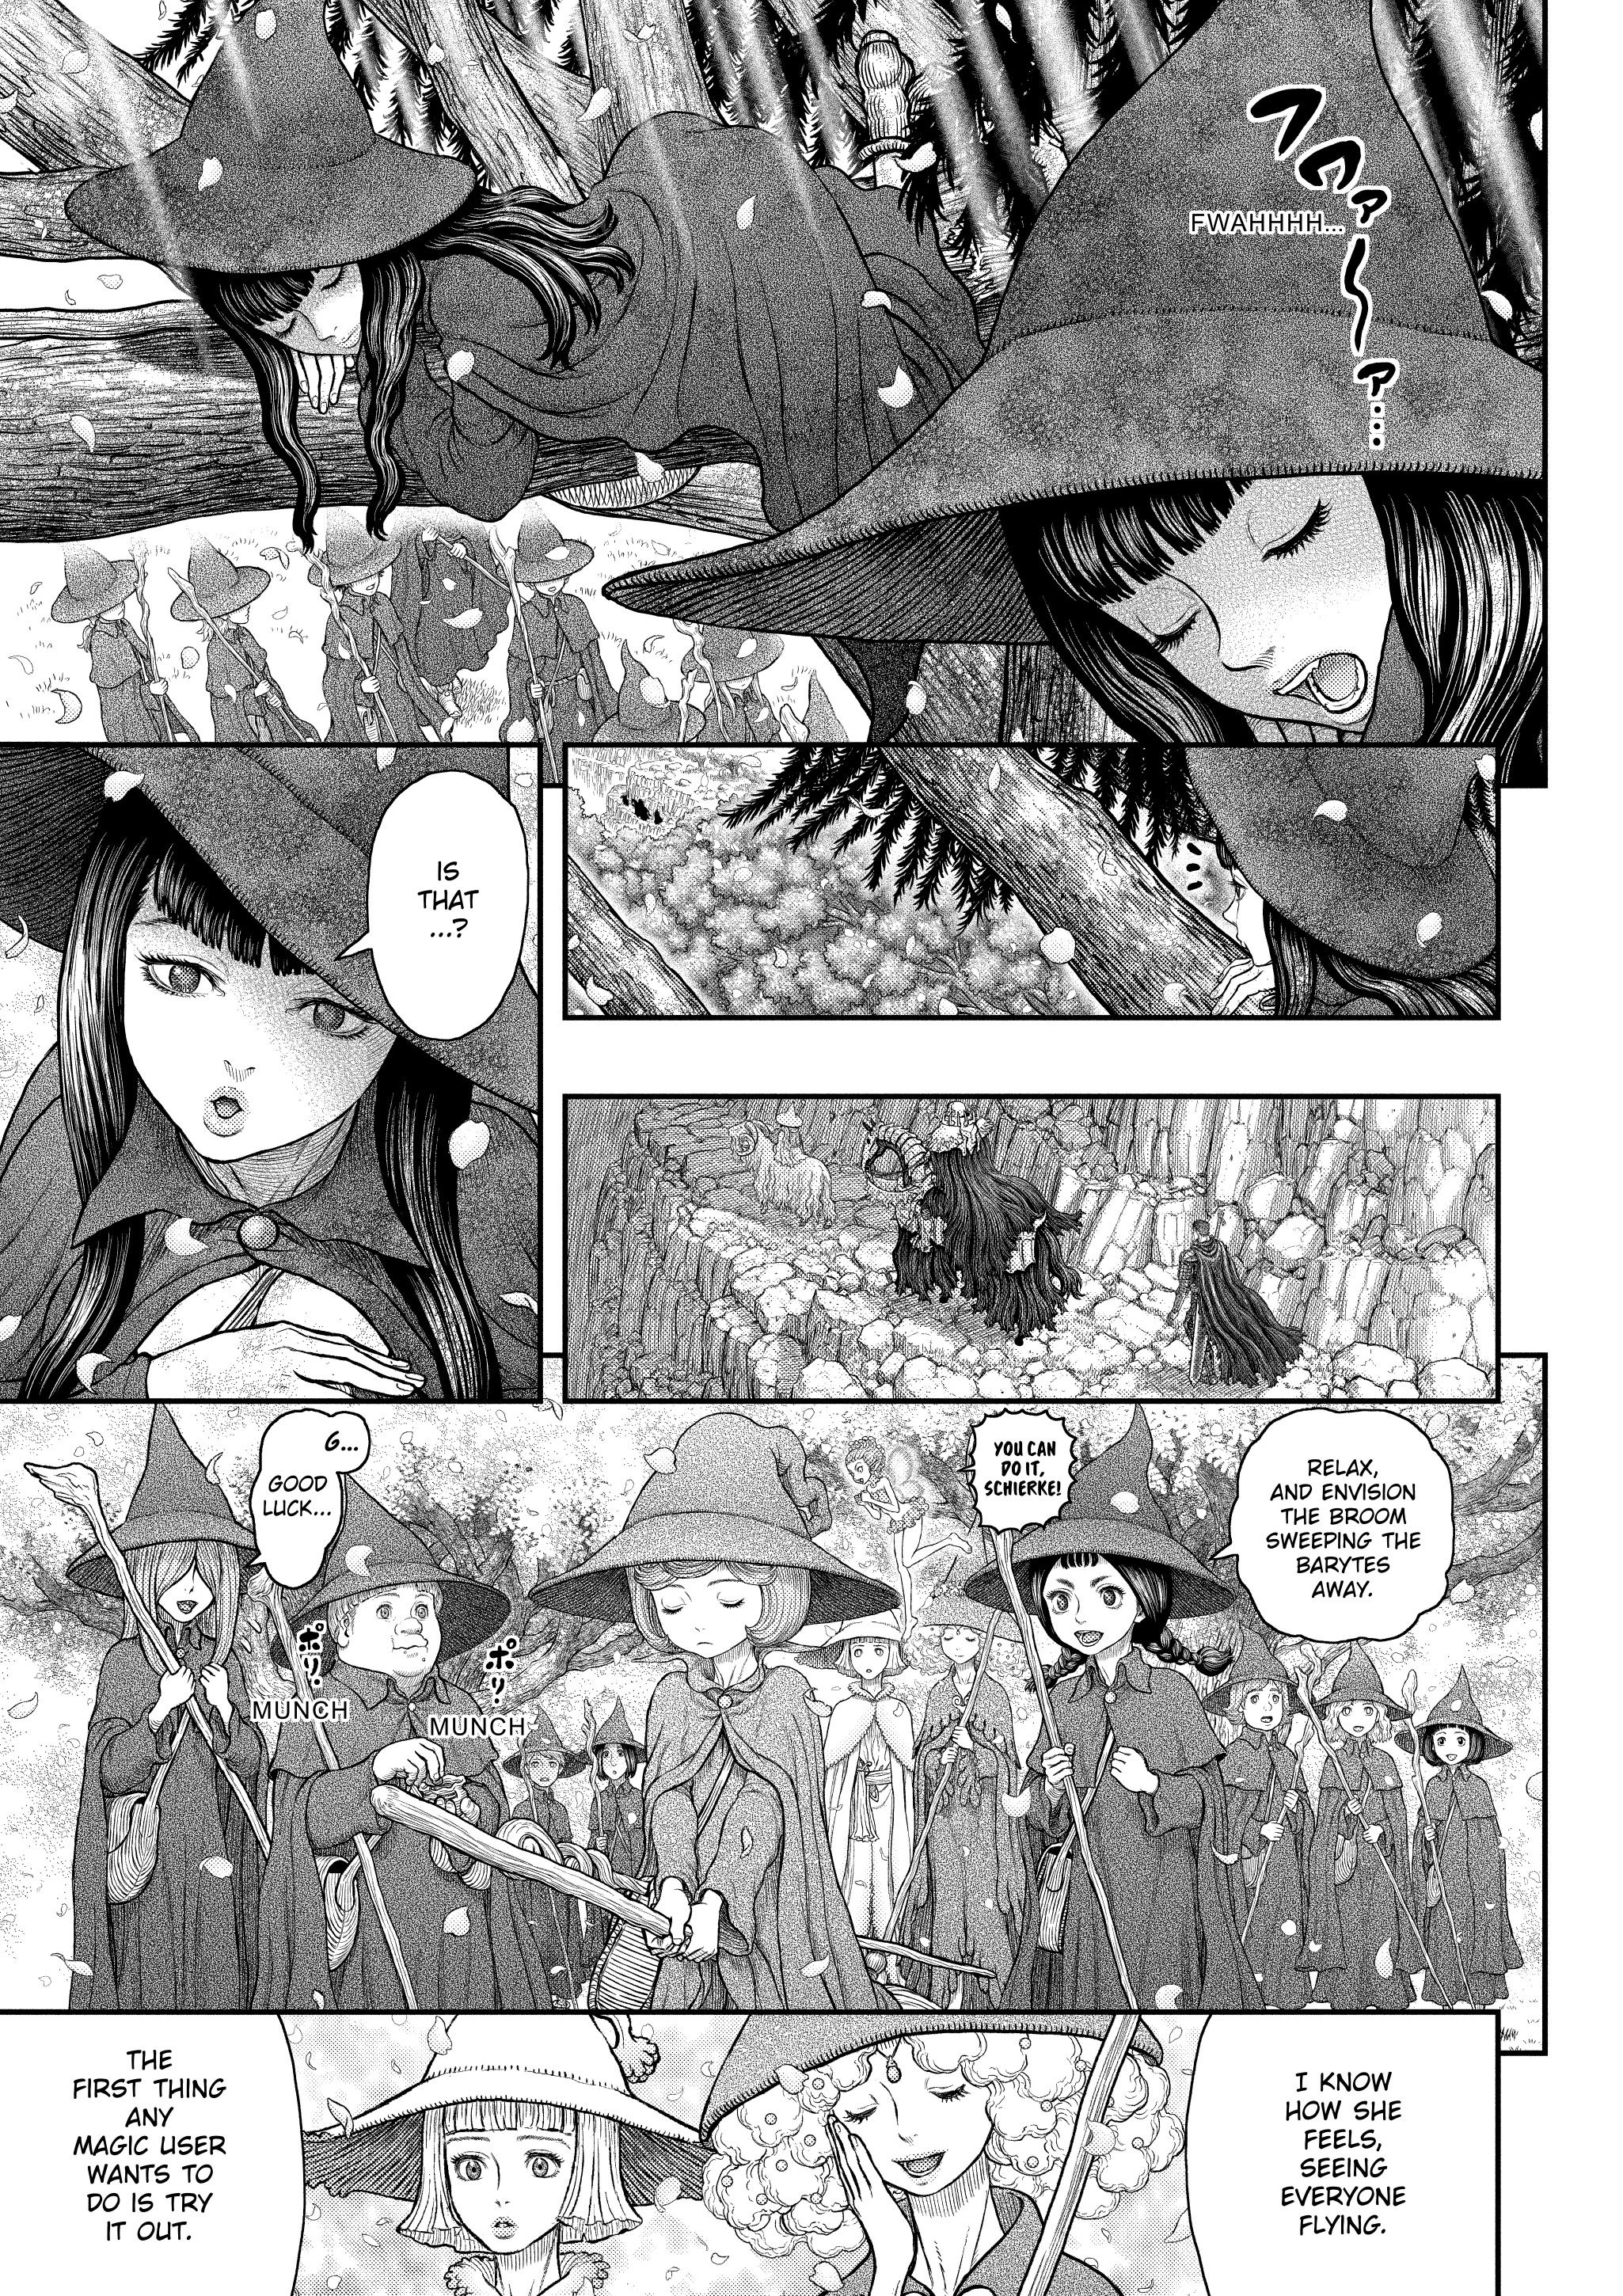 フワァ〜ァ…
FWAHHHH...
IS
THAT
...?
RELAX,
AND ENVISION
THE BROOM
SWEEPING THE
BARYTES
AWAY.
YOU CAN
DO IT,
SCHIERKE!
G...
GOOD
LUCK...
ポリ
MUNCH
ポリ
MUNCH
I KNOW
HOW SHE
FEELS,
SEEING
EVERYONE
FLYING.
THE
FIRST THING
ANY
MAGIC USER
WANTS TO
DO IS TRY
IT OUT.